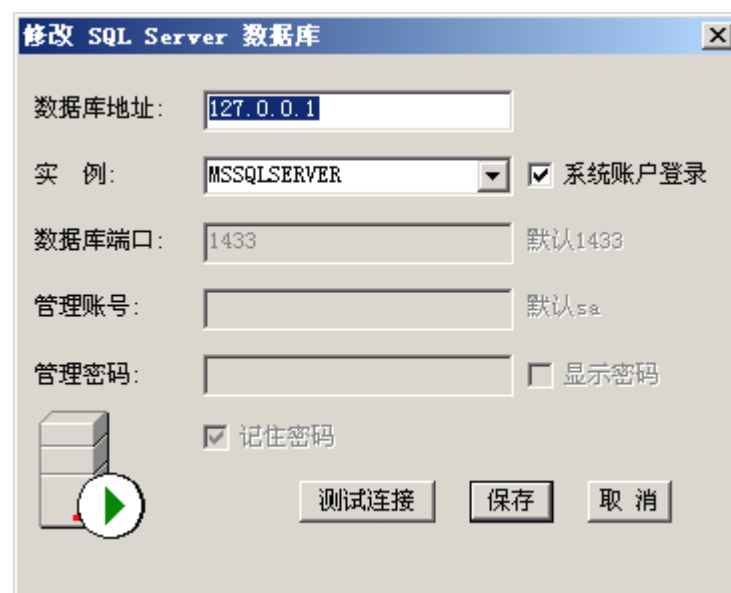 修改 SQL Server 数据库
数据库地址: 127.0.0.1
实 例: MSSQLSERVER 系统账户登录
数据库端口: 1433 默认1433
管理账号: 默认sa
管理密码: 显示密码
记住密码
测试连接 保存 取 消